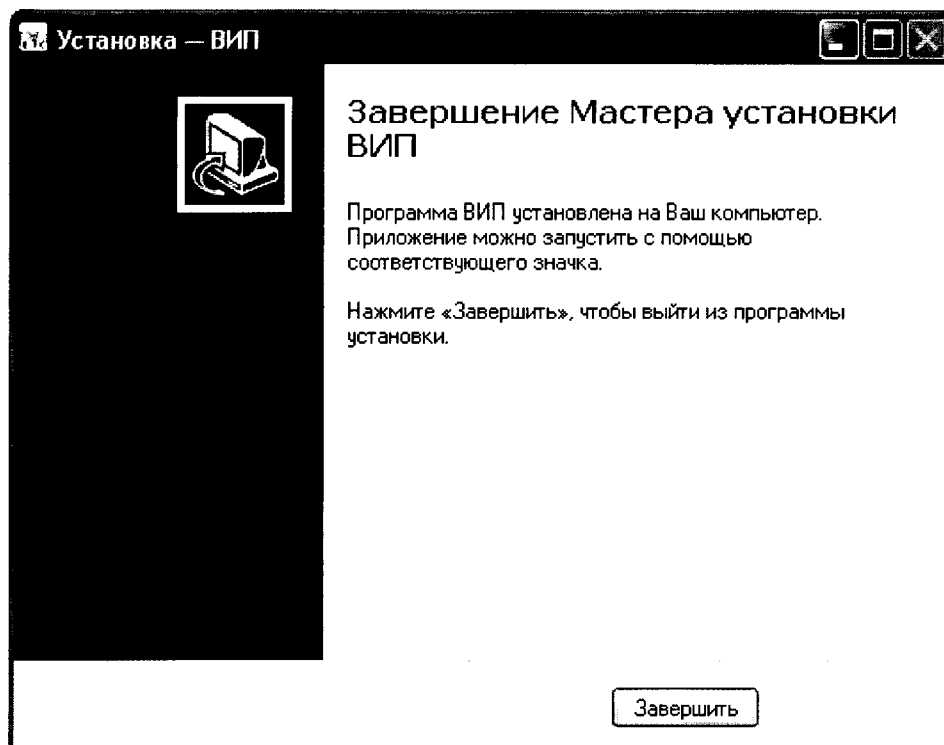 Установка — ВИП
Завершение Мастера установки
ВИП
Программа ВИП установлена на Ваш компьютер.
Приложение можно запустить с помощью
соответствующего значка.
Нажмите «Завершить», чтобы выйти из программы
установки.
Завершить